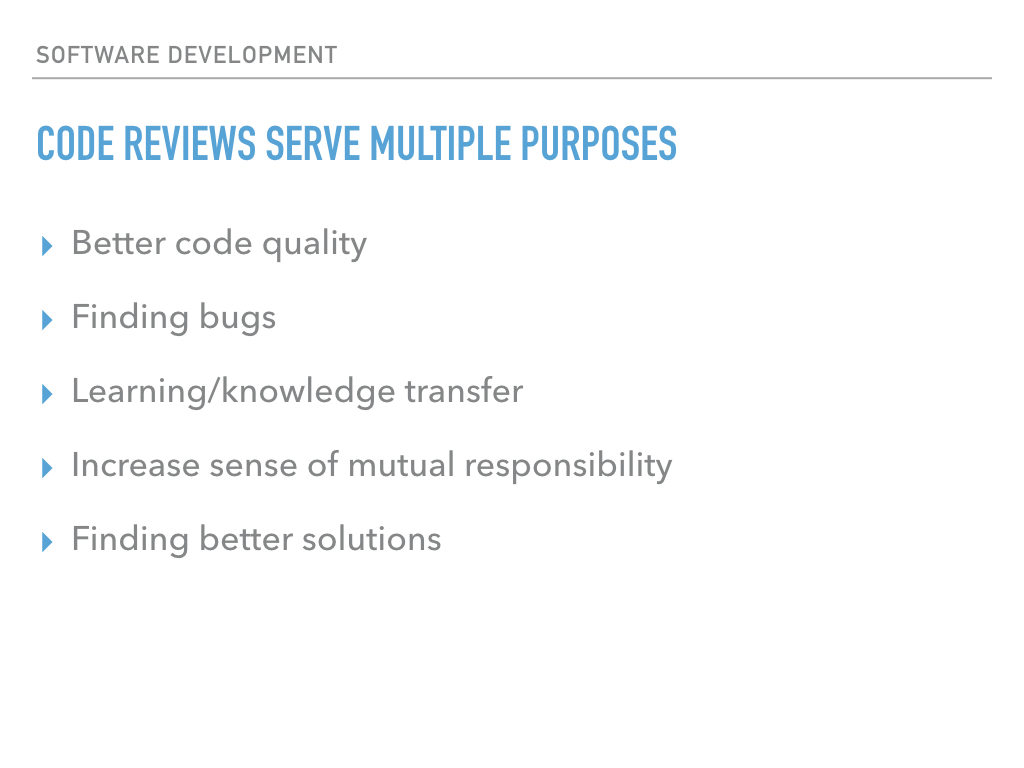 SOFTWARE DEVELOPMENT
CODE REVIEWS SERVE MULTIPLE PURPOSES
Better code quality
Finding bugs
Learning/knowledge transfer
Increase sense of mutual responsibility
Finding better solutions